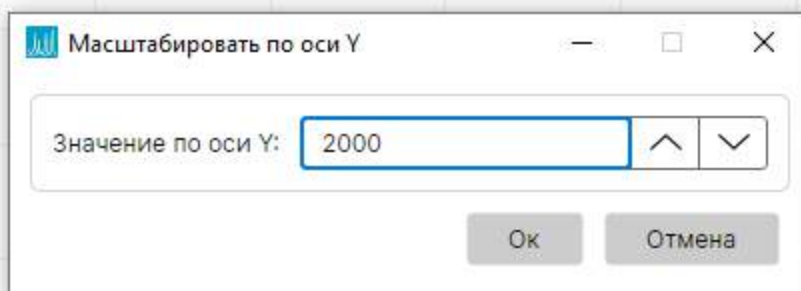 Масштабировать по оси Y
Значение по оси Y: 2000
Ок Отмена